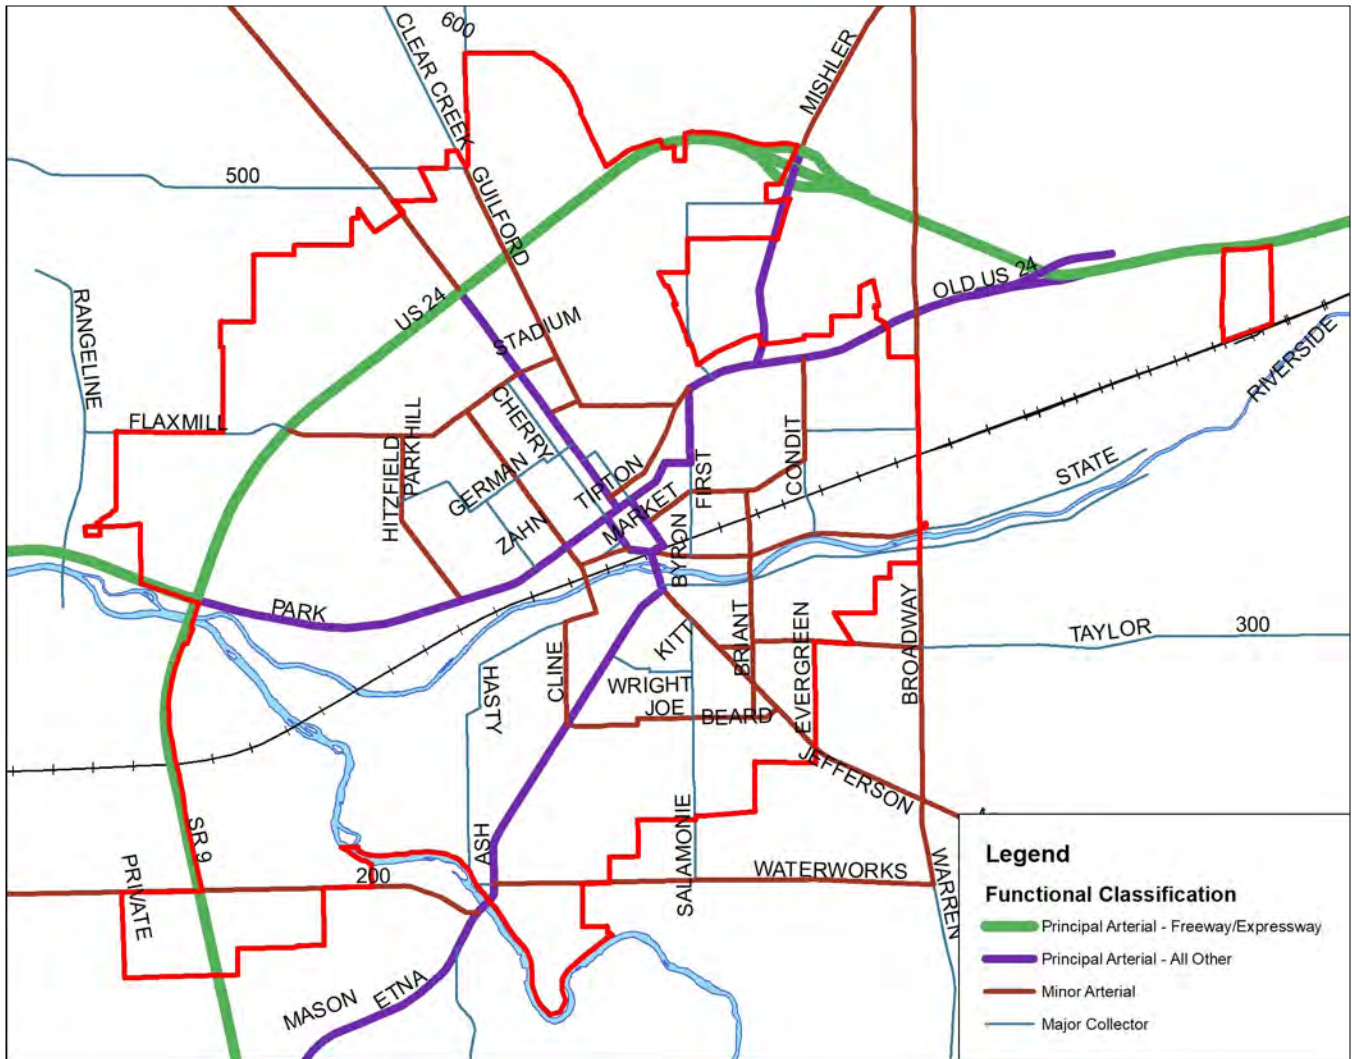 600
CLEAR CREEK
MISHLER
500
GUILFORD
OLD US 24
US 24
RANGELINE
STADIUM
RIVERSIDE
FLAXMILL
CHERRY
PARKHILL
HITZFIELD
GERMAN
TIPTON
FIRST
CONDIT
STATE
ZAHN
MARKET
BYRON
PARK
KITT
BRIANT
EVERGREEN
BROADWAY
TAYLOR
300
HASTY
CLINE
WRIGHT
JOE
BEARD
JEFFERSON
SR 9
ASH
SALAMONIE
WATERWORKS
200
PRIVATE
WARREN
MASON
ETNA
Legend
Functional Classification
Principal Arterial - Freeway/Expressway
Principal Arterial - All Other
Minor Arterial
Major Collector